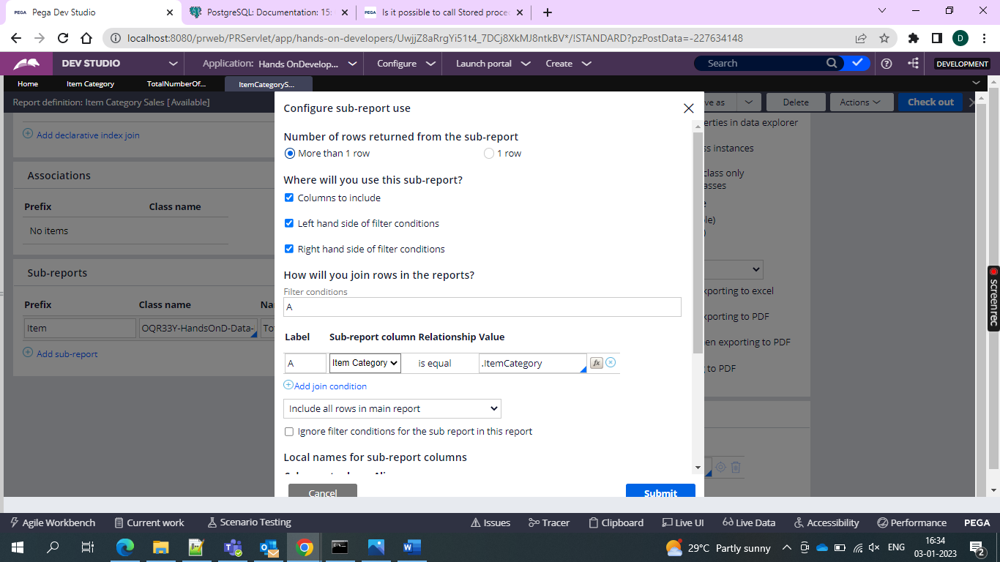 PEGA Pega Dev Studio
PostgreSQL: Documentation: 15:
PEGA Is it possible to call Stored proce
localhost:8080/prweb/PRServlet/app/hands-on-developers/UwjjZ8aRrgYi51t4_7DCj8XkMJ8ntkBV*/!STANDARD?pzPostData=-227634148
D
DEV STUDIO
Application: Hands OnDevelop...
Configure
Launch portal
Create
Search
DEVELOPMENT
Home
Item Category
TotalNumberOf...
ItemCategoryS...
Report definition: Item Category Sales [Available]
ve as
Delete
Actions
Check out
Configure sub-report use
Add declarative index join
erties in data explorer
Number of rows returned from the sub-report
ss instances
More than 1 row
1 row
Associations
Where will you use this sub-report?
class only
asses
Columns to include
Prefix
Class name
le)
Left hand side of filter conditions
No items
Right hand side of filter conditions
Sub-reports
How will you join rows in the reports?
Filter conditions
xporting to excel
Prefix
Class name
Na
A
xporting to PDF
Item
OQR33Y-HandsOnD-Data-
To
Label
Sub-report column
Relationship
Value
en exporting to PDF
Add sub-report
A
Item Category
is equal
.ItemCategory
fx
to PDF
Add join condition
Include all rows in main report
Ignore filter conditions for the sub report in this report
Local names for sub-report columns
Cancel
Submit
screenrec
Agile Workbench
Current work
Scenario Testing
Issues
Tracer
Clipboard
Live UI
Live Data
Accessibility
Performance
PEGA
29°C Partly sunny
ENG
16:34
03-01-2023
2